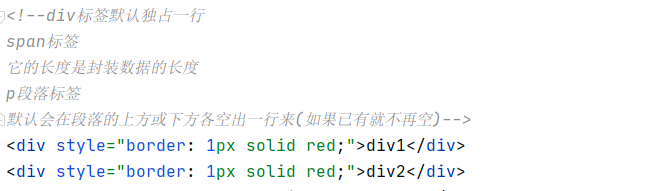 <!--div标签默认独占一行
span标签
它的长度是封装数据的长度
p段落标签
默认会在段落的上方或下方各空出一行来(如果已有就不再空)-->
<div style="border: 1px solid red;">div1</div>
<div style="border: 1px solid red;">div2</div>